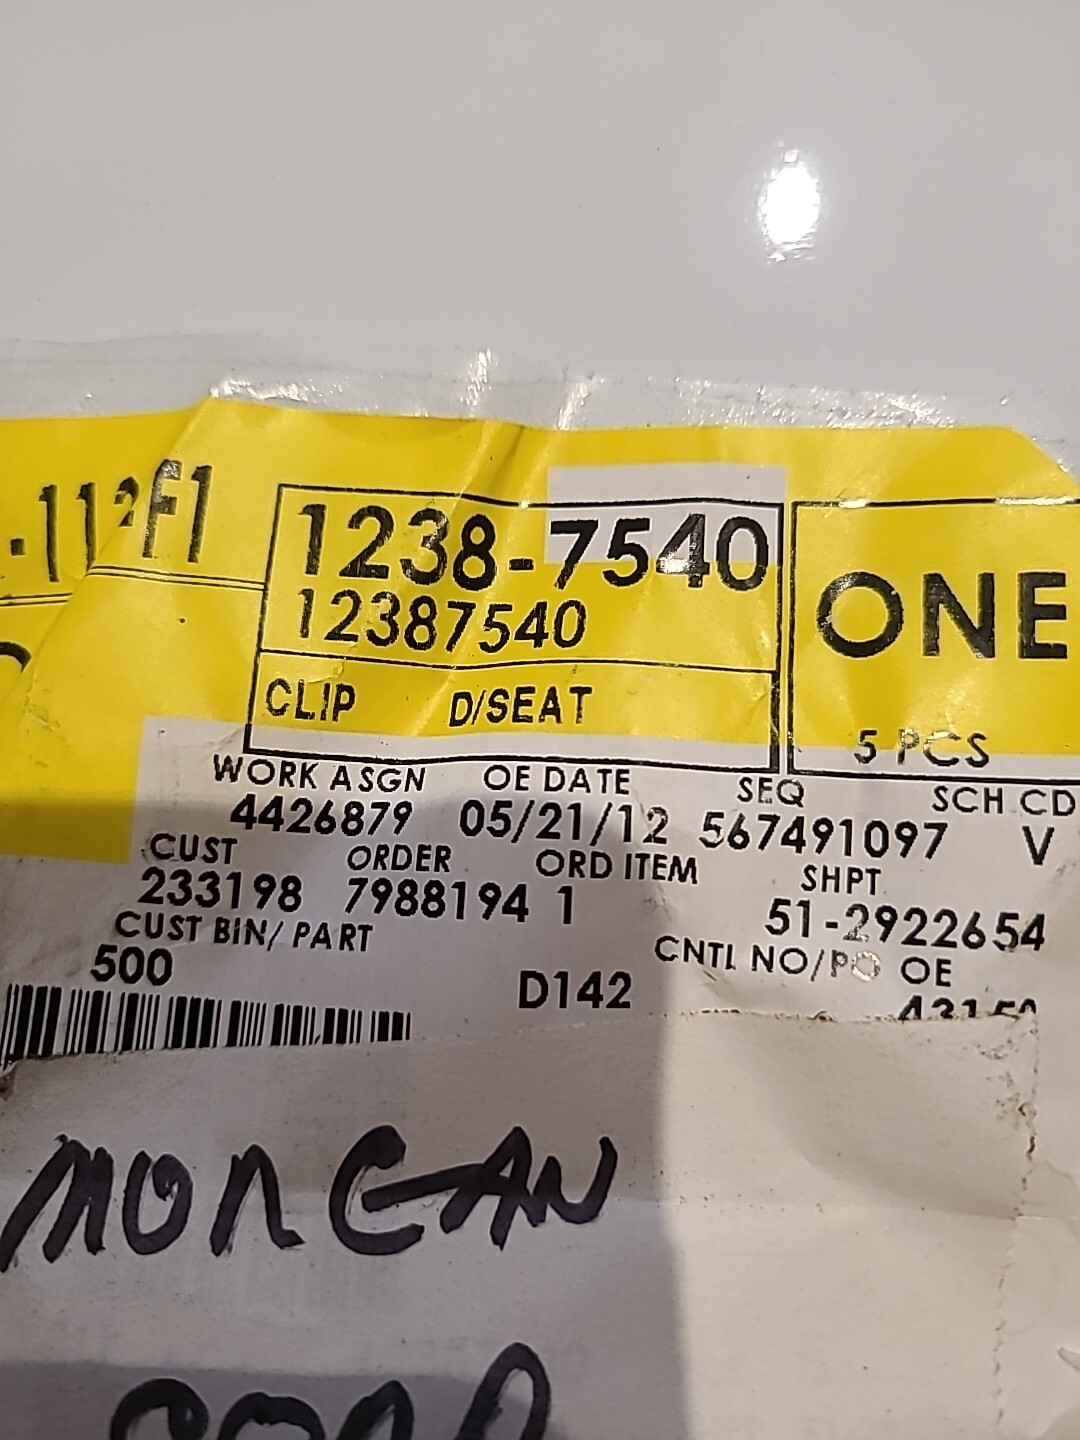 1238-7540
12387540
ONE
CLIP D/SEAT
5 PCS
WORK ASGN OE DATE SEQ SCH CD
4426879 05/21/12 567491097 V
CUST ORDER ORD ITEM SHPT
233198 7988194 1 51-2922654
CUST BIN/ PART CNTL NO/PO OE
500 D142
MORGAN